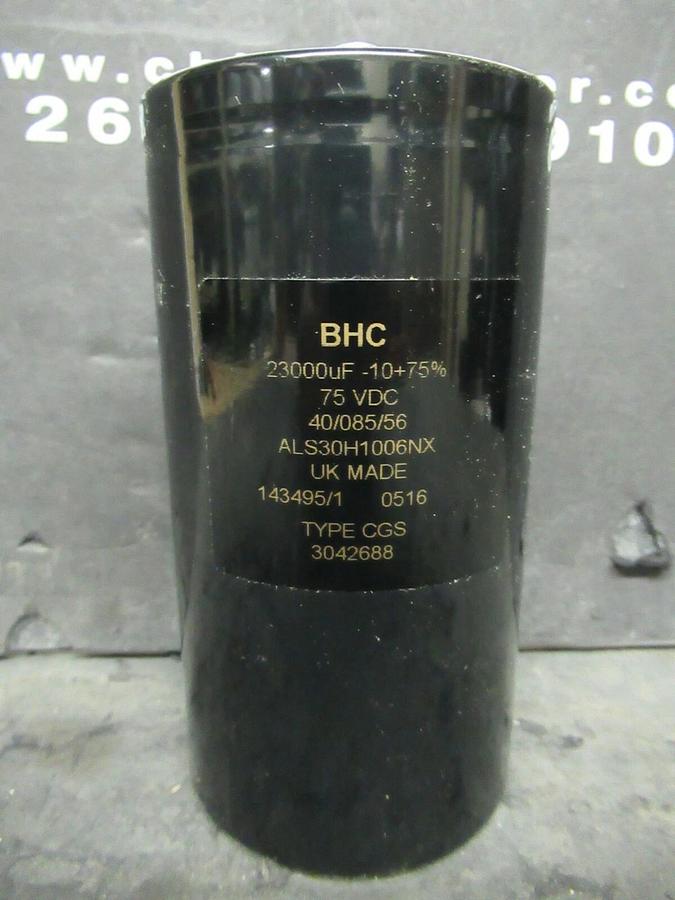 BHC
23000uF -10+75%
75 VDC
40/085/56
ALS30H1006NX
UK MADE
143495/1 0516
TYPE CGS
3042688